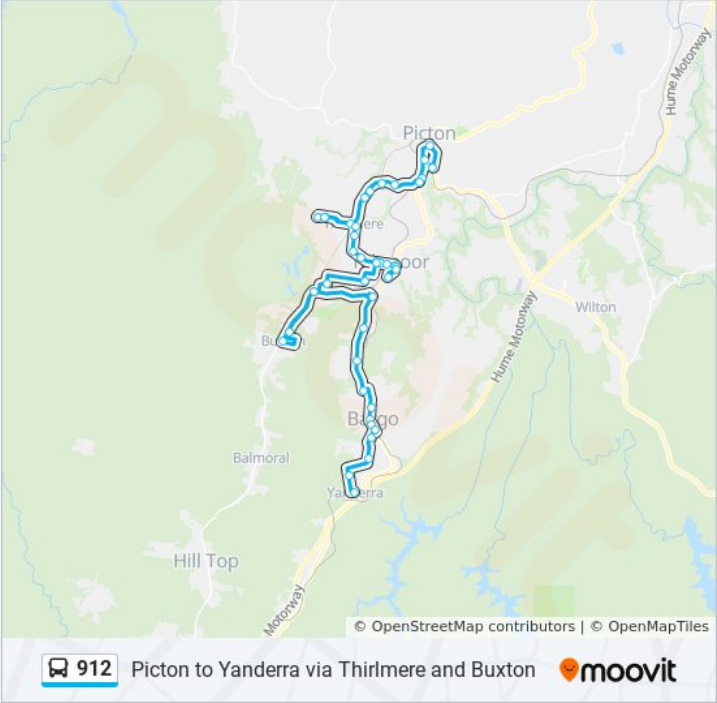 Hume Motorway
Picton
Bargo
Wilton
Hume Motorway
Balmoral
Yanderra
Hill Top
Motorway
© OpenStreetMap contributors | © OpenMapTiles
912 Picton to Yanderra via Thirlmere and Buxton moovit